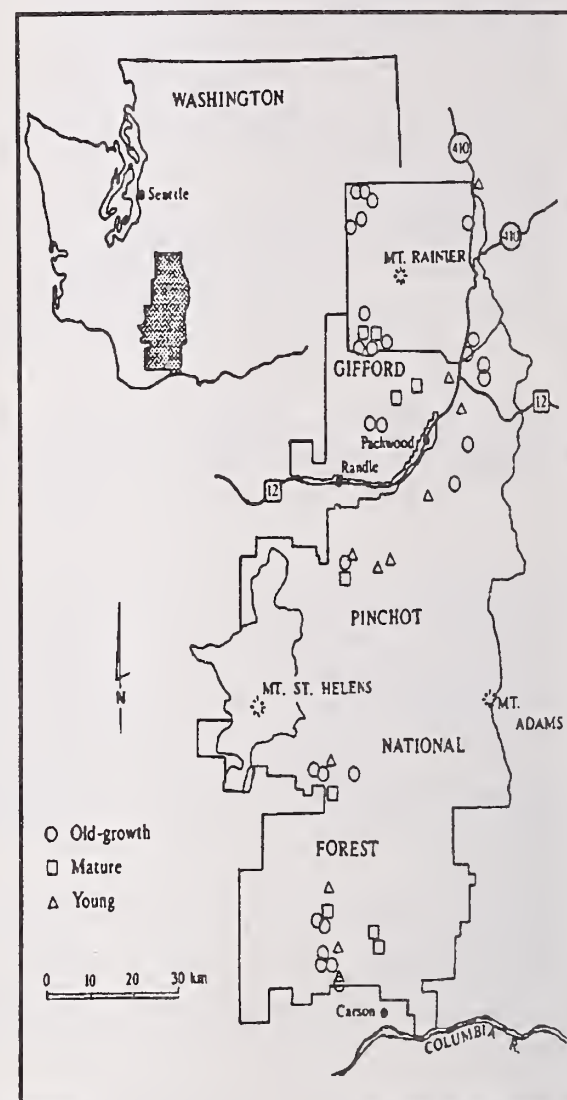 WASHINGTON
Seattle
410
410
MT. RAINIER
GIFFORD
12
Packwood
Randle
12
PINCHOT
N
MT. ST. HELENS
MT.
ADAMS
NATIONAL
Old-growth
Mature
Young
FOREST
0 10 20 30 km
Carson
COLUMBIA R.